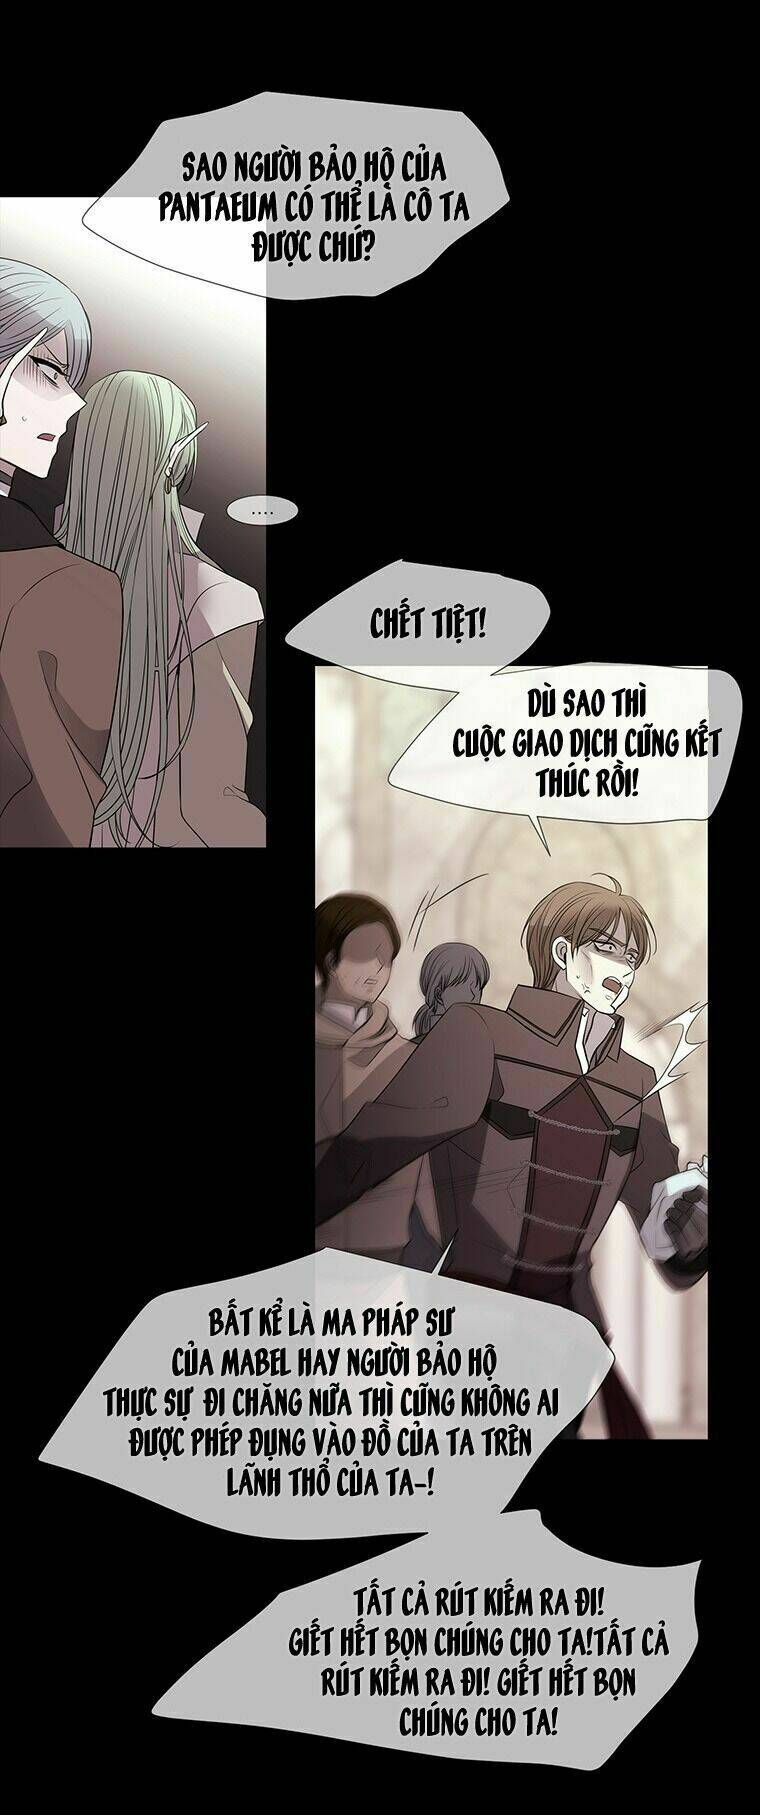 SAO NGƯỜI BẢO HỘ CỦA
PANTAEUM CÓ THỂ LÀ CÔ TA
ĐƯỢC CHỨ?
....
CHẾT TIỆT!
DÙ SAO THÌ
CUỘC GIAO DỊCH CŨNG KẾT
THÚC RỒI!
BẤT KỂ LÀ MA PHÁP SƯ
CỦA MABEL HAY NGƯỜI BẢO HỘ
THỰC SỰ ĐI CHĂNG NỮA THÌ CŨNG KHÔNG AI
ĐƯỢC PHÉP ĐỤNG VÀO ĐỒ CỦA TA TRÊN
LÃNH THỔ CỦA TA-!
TẤT CẢ RÚT KIẾM RA ĐI!
GIẾT HẾT BỌN CHÚNG CHO TA!TẤT CẢ
RÚT KIẾM RA ĐI! GIẾT HẾT BỌN
CHÚNG CHO TA!